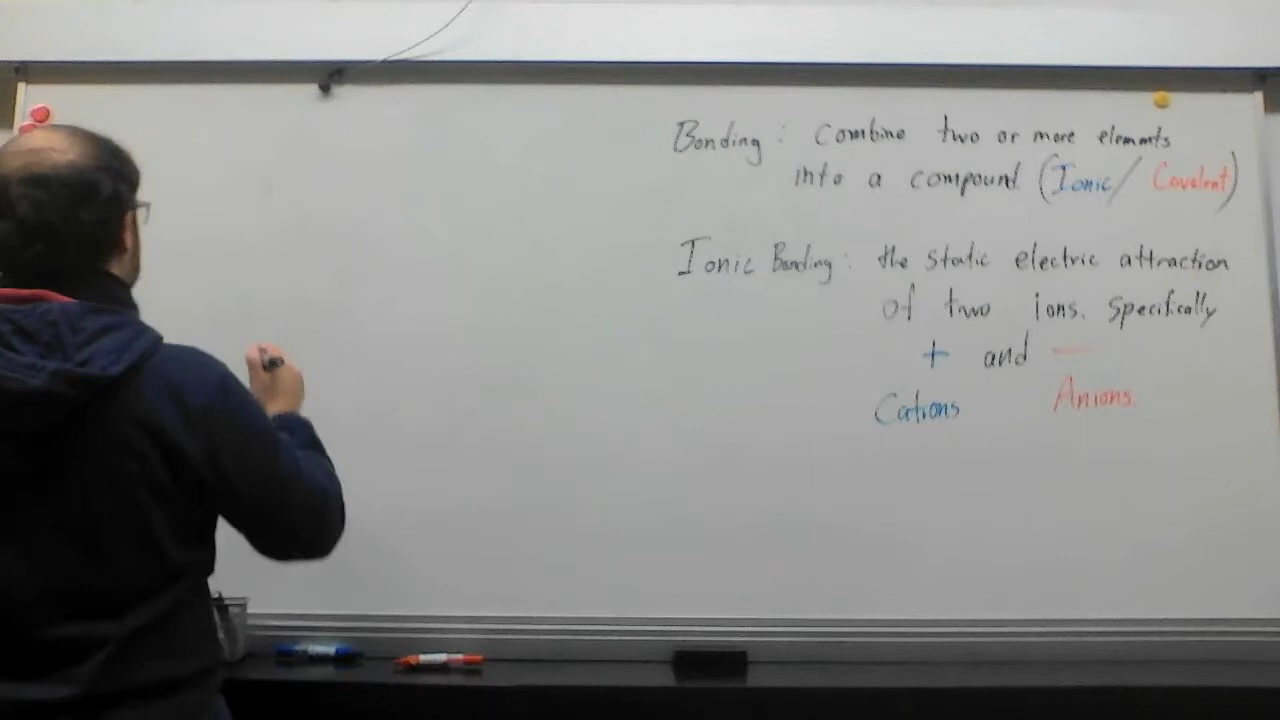 Bonding : Combine two or more elements
into a compound (Ionic/ Covalent)
Ionic Bonding : the static electric attraction
of two ions. Specifically
+ and —
Cations Anions.